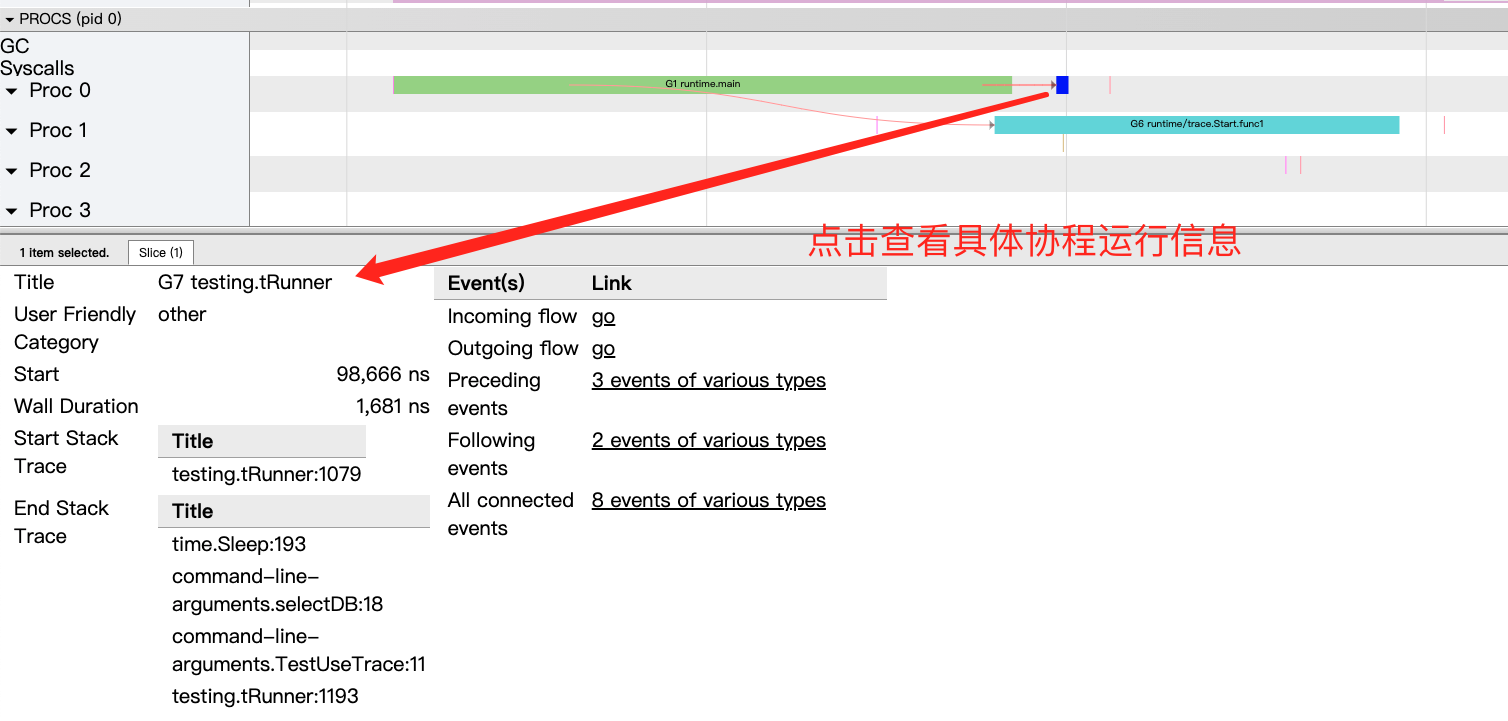 PROCS (pid 0)
GC
Syscalls
Proc 0
G1 runtime.main
Proc 1
G6 runtime/trace.Start.func1
Proc 2
Proc 3
点击查看具体协程运行信息
1 item selected.
Slice (1)
Title
G7 testing.tRunner
User Friendly
Category
other
Start
98,666 ns
Wall Duration
1,681 ns
Start Stack
Trace
Title
testing.tRunner:1079
End Stack
Trace
Title
time.Sleep:193
command-line-
arguments.selectDB:18
command-line-
arguments.TestUseTrace:11
testing.tRunner:1193
Event(s)
Link
Incoming flow
go
Outgoing flow
go
Preceding
events
3 events of various types
Following
events
2 events of various types
All connected
events
8 events of various types